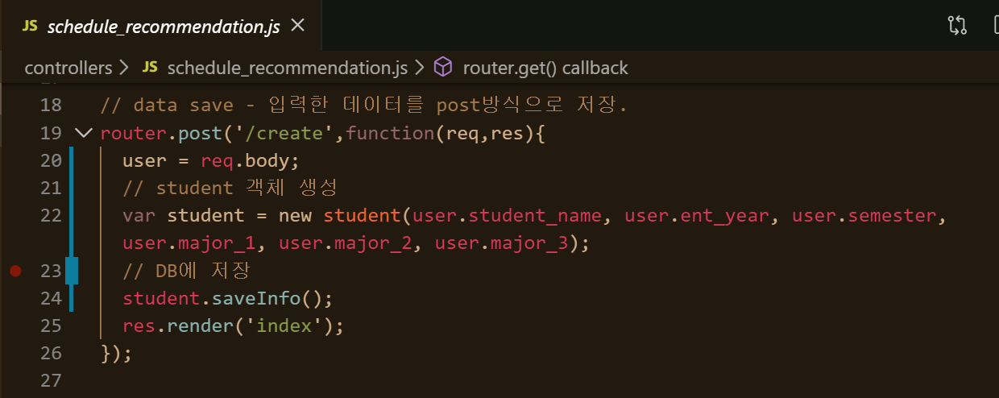 JS schedule_recommendation.js
controllers > JS schedule_recommendation.js > router.get() callback
18 // data save - 입력한 데이터를 post방식으로 저장.
19 router.post('/create',function(req,res){
20 user = req.body;
21 // student 객체 생성
22 var student = new student(user.student_name, user.ent_year, user.semester,
user.major_1, user.major_2, user.major_3);
23 // DB에 저장
24 student.saveInfo();
25 res.render('index');
26 });
27